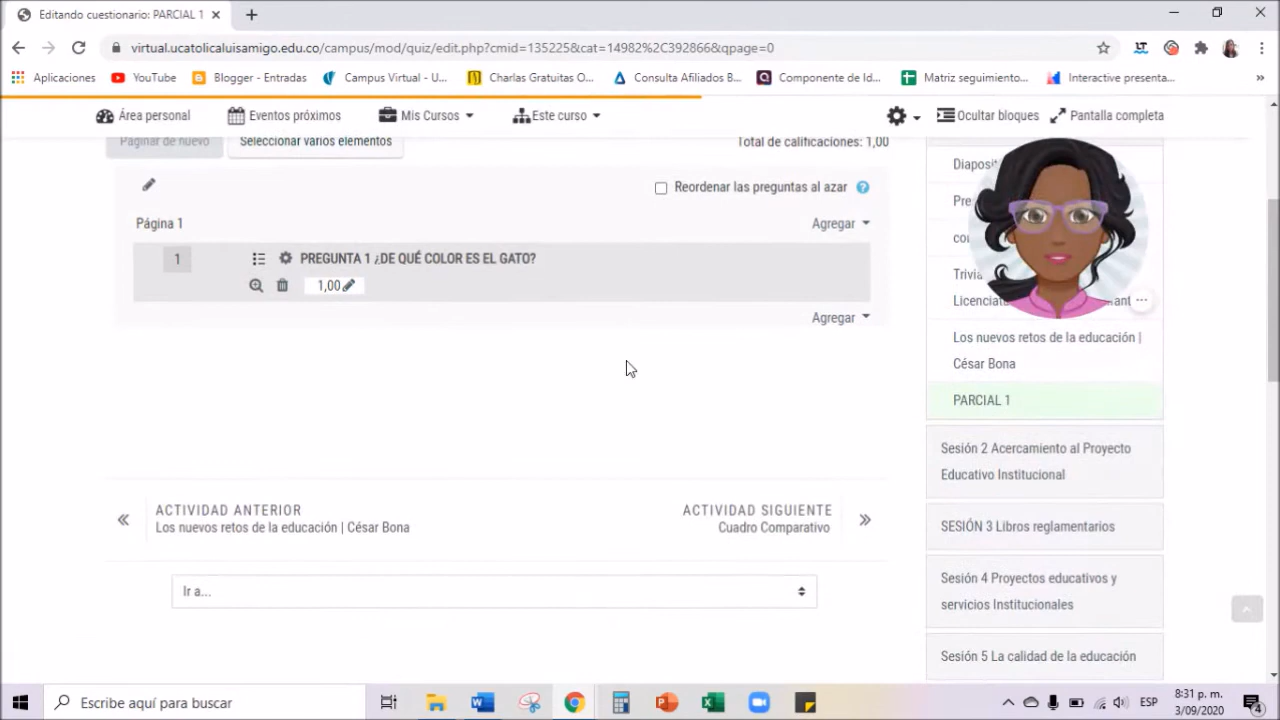 Editando cuestionario: PARCIAL 1
virtual.ucatolicaluisamigo.edu.co/campus/mod/quiz/edit.php?cmid=135225&cat=14982%2C392866&qpage=0
Aplicaciones YouTube Blogger - Entradas Campus Virtual - U... Charlas Gratuitas O... Consulta Afiliados B... Componente de Id... Matriz seguimiento... Interactive presenta... »
Área personal Eventos próximos Mis Cursos Este curso Ocultar bloques Pantalla completa
Paginar de nuevo Seleccionar varios elementos Total de calificaciones: 1,00
Reordenar las preguntas al azar ?
Página 1 Agregar
1 PREGUNTA 1 ¿DE QUÉ COLOR ES EL GATO?
1,00
Agregar
Diaposi
Pre
co
Trivia
Licenciat
ant
Los nuevos retos de la educación |
César Bona
PARCIAL 1
Sesión 2 Acercamiento al Proyecto
Educativo Institucional
SESIÓN 3 Libros reglamentarios
Sesión 4 Proyectos educativos y
servicios Institucionales
Sesión 5 La calidad de la educación
ACTIVIDAD ANTERIOR
Los nuevos retos de la educación | César Bona
ACTIVIDAD SIGUIENTE
Cuadro Comparativo
Ir a...
Escribe aquí para buscar
ESP
8:31 p. m.
3/09/2020
4